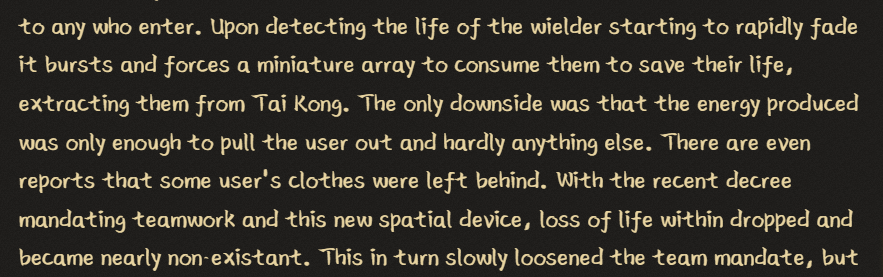 to any who enter. Upon detecting the life of the wielder starting to rapidly fade
it bursts and forces a miniature array to consume them to save their life,
extracting them from Tai Kong. The only downside was that the energy produced
was only enough to pull the user out and hardly anything else. There are even
reports that some user's clothes were left behind. With the recent decree
mandating teamwork and this new spatial device, loss of life within dropped and
became nearly non-existant. This in turn slowly loosened the team mandate, but